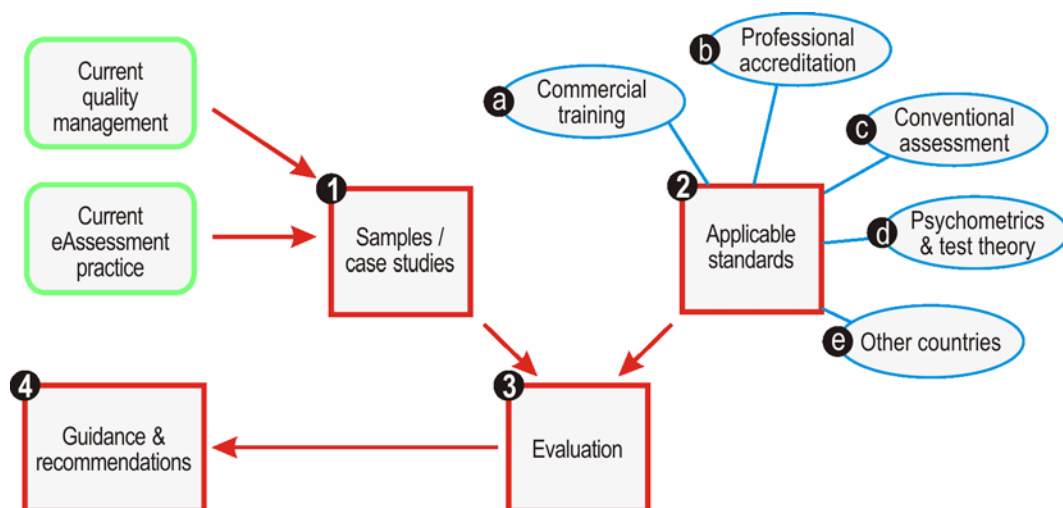 Current
quality
management
Current
eAssessment
practice
1
Samples /
case studies
a
Commercial
training
b
Professional
accreditation
c
Conventional
assessment
2
Applicable
standards
d
Psychometrics
& test theory
e
Other countries
3
Evaluation
4
Guidance &
recommendations